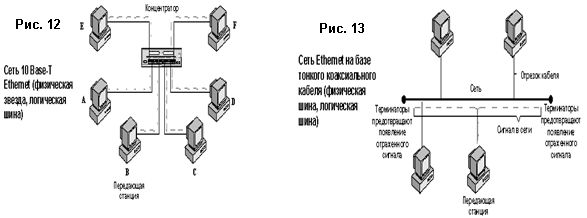 Рис. 12
Концентратор
E
F
Сеть 10 Base-T
Ethernet (физическая
звезда, логическая
шина)
A
D
B
C
Передающая
станция
Рис. 13
Сеть Ethernet на базе
тонкого коаксиального
кабеля (физическая
шина, логическая
шина)
Отрезок кабеля
Сеть
Терминаторы
предотвращают
появление
отраженного
сигнала
Сигнал в сети
Терминаторы
предотвращают
появление
отраженного
сигнала
Передающая
станция